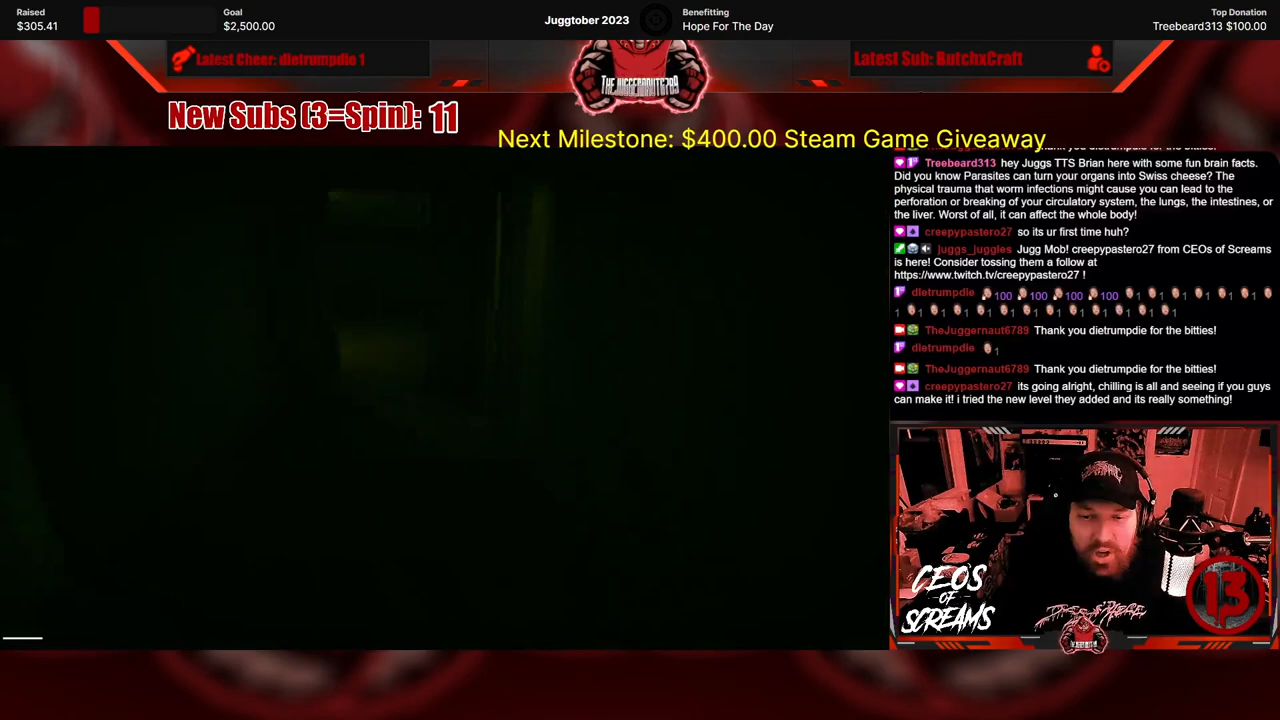 Raised
$305.41
Goal
$2,500.00
Juggtober 2023
Benefitting
Hope For The Day
Top Donation
Treebeard313 $100.00
Latest Cheer: dietrumpdie 1
THEJUGGERNAUT6789
Latest Sub: ButchxCraft
New Subs (3=Spin): 11
Next Milestone: $400.00 Steam Game Giveaway
Treebeard313 hey Juggs TTS Brian here with some fun brain facts.
Did you know Parasites can turn your organs into Swiss cheese? The
physical trauma that worm infections might cause you can lead to the
perforation or breaking of your circulatory system, the lungs, the intestines, or
the liver. Worst of all, it can affect the whole body!
creepypastero27 so its ur first time huh?
juggs_juggles Jugg Mob! creepypastero27 from CEOs of Screams
is here! Consider tossing them a follow at
https://www.twitch.tv/creepypastero27 !
dietrumpdie 100 100 100 100 1 1 1 1 1 1
1 1 1 1 1 1 1 1 1 1 1 1
TheJuggernaut6789 Thank you dietrumpdie for the bitties!
dietrumpdie 1
TheJuggernaut6789 Thank you dietrumpdie for the bitties!
creepypastero27 its going alright, chilling is all and seeing if you guys
can make it! i tried the new level they added and its really something!
CEOS
OF
SCREAMS
13